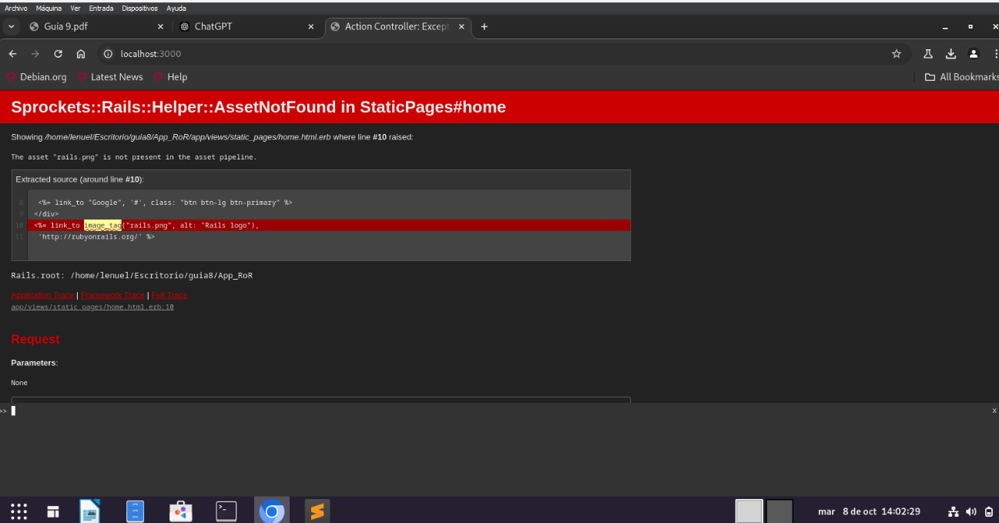 Archivo Máquina Ver Entrada Dispositivos Ayuda
Guía 9.pdf × ChatGPT × Action Controller: Except × +
localhost:3000
Debian.org Latest News Help All Bookmarks
Sprockets::Rails::Helper::AssetNotFound in StaticPages#home
Showing /home/lenuel/Escritorio/guia8/App_RoR/app/views/static_pages/home.html.erb where line #10 raised:
The asset "rails.png" is not present in the asset pipeline.
Extracted source (around line #10):
8 <%= link_to "Google", '#', class: "btn btn-lg btn-primary" %>
9 </div>
10 <%= link_to image_tag("rails.png", alt: "Rails logo"),
11 'http://rubyonrails.org/' %>
Rails.root: /home/lenuel/Escritorio/guia8/App_RoR
Application Trace | Framework Trace | Full Trace
app/views/static_pages/home.html.erb:10
Request
Parameters:
None
>> x
mar 8 de oct 14:02:29